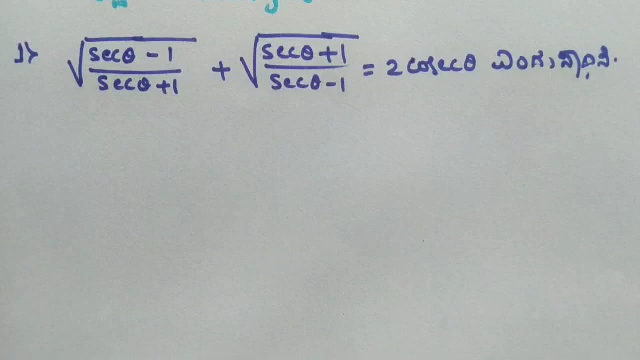 1) √((secθ - 1)/(secθ + 1)) + √((secθ + 1)/(secθ - 1)) = 2 cosecθ ಎಂದು ಸಾಧಿಸಿ.